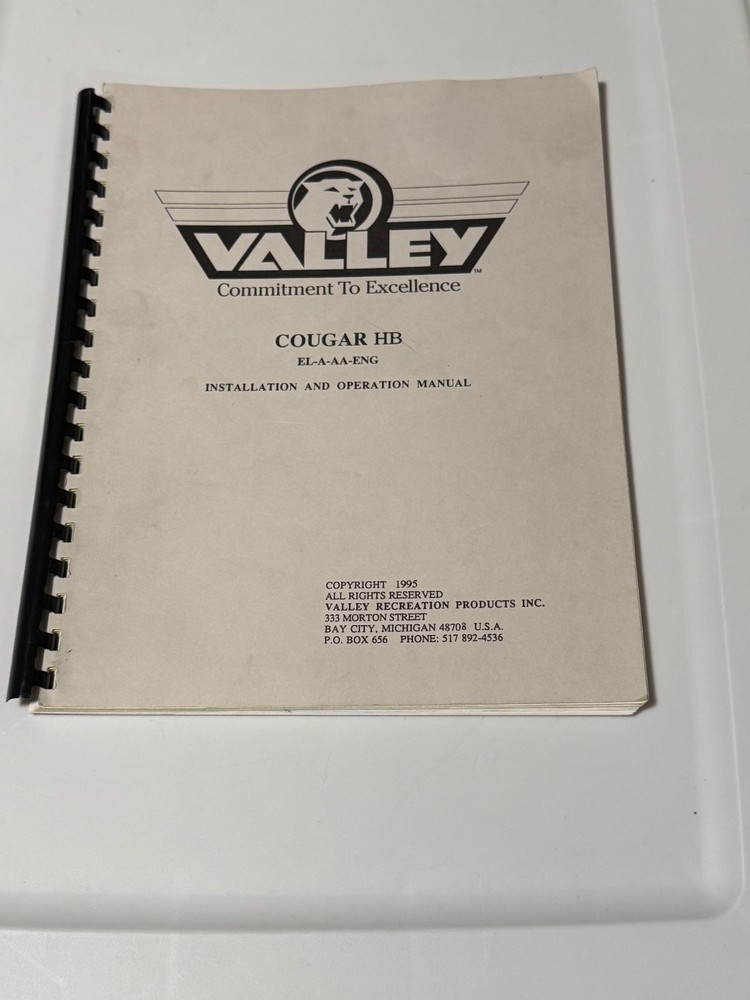 VALLEY™
Commitment To Excellence
COUGAR HB
EL-A-AA-ENG
INSTALLATION AND OPERATION MANUAL
COPYRIGHT 1995
ALL RIGHTS RESERVED
VALLEY RECREATION PRODUCTS INC.
333 MORTON STREET
BAY CITY, MICHIGAN 48708 U.S.A.
P.O. BOX 656 PHONE: 517 892-4536